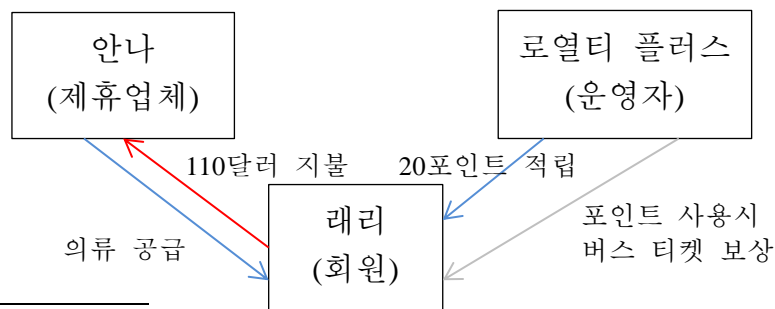 안나
(제휴업체)
로열티 플러스
(운영자)
110달러 지불
20포인트 적립
의류 공급
래리
(회원)
포인트 사용시
버스 티켓 보상